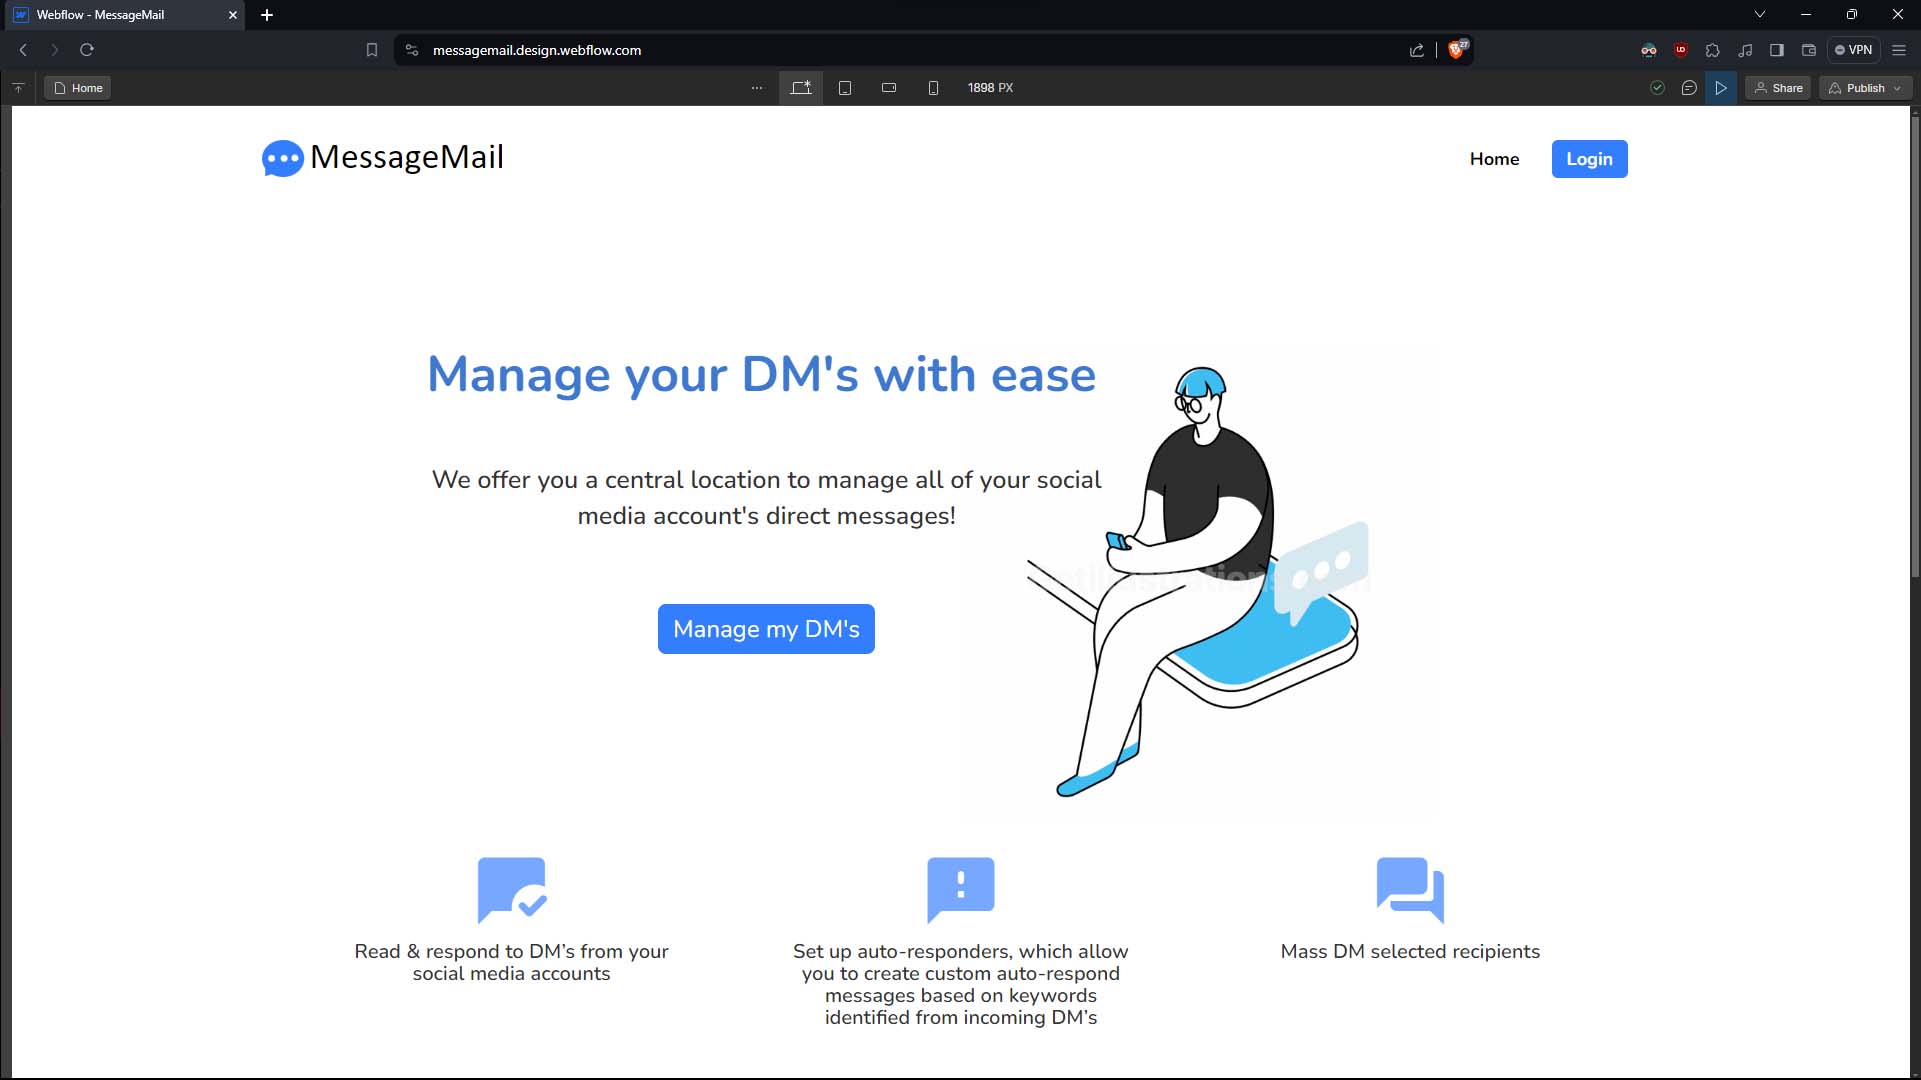 Webflow - MessageMail
messagemail.design.webflow.com
27
VPN
Home
1898 PX
Share
Publish
MessageMail
Home
Login
Manage your DM's with ease
We offer you a central location to manage all of your social
media account's direct messages!
Manage my DM's
Read & respond to DM’s from your
social media accounts
Set up auto-responders, which allow
you to create custom auto-respond
messages based on keywords
identified from incoming DM’s
Mass DM selected recipients